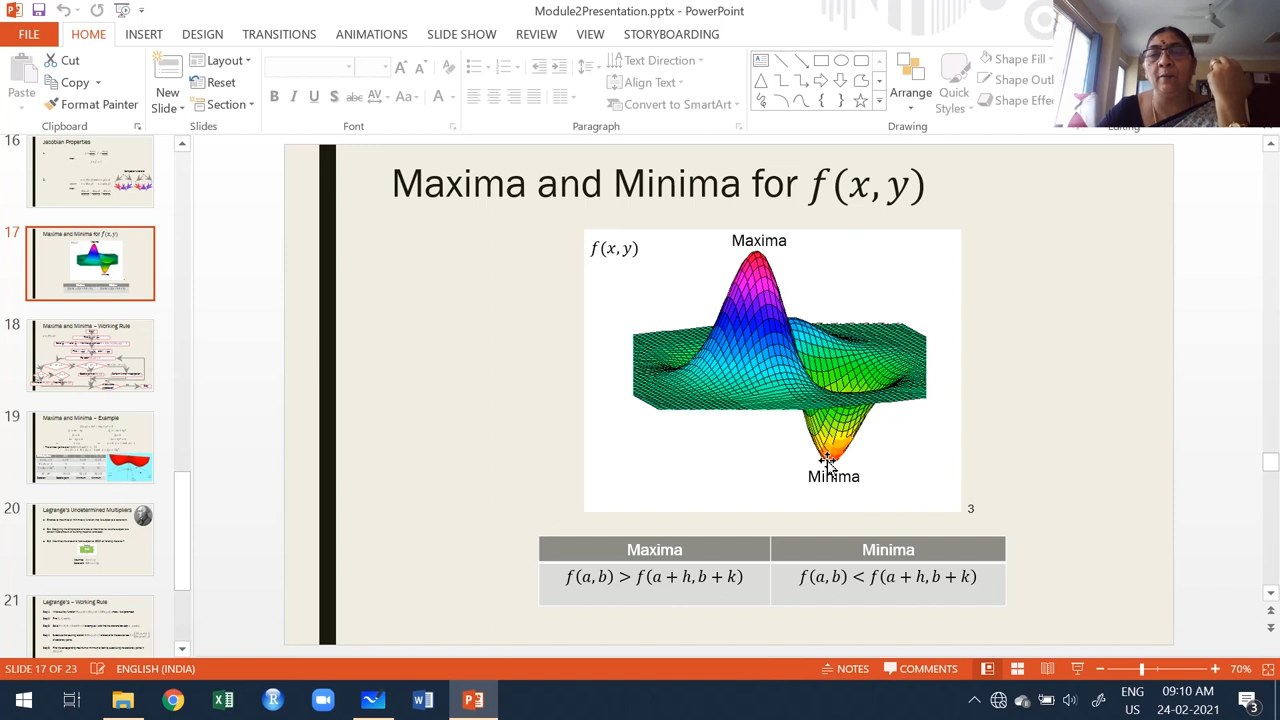 Module2Presentation.pptx - PowerPoint
FILE HOME INSERT DESIGN TRANSITIONS ANIMATIONS SLIDE SHOW REVIEW VIEW STORYBOARDING
Paste
Cut
Copy
Format Painter
Clipboard
New Slide
Layout
Reset
Section
Slides
B I U S abc AV Aa A
Font
Paragraph
Text Direction
Align Text
Convert to SmartArt
Arrange
Quick Styles
Shape Fill
Shape Outl
Shape Effe
Drawing
Editing
16
Jacobian Properties
17
Maxima and Minima for f(x,y)
18
Maxima and Minima – Working Rule
19
Maxima and Minima – Example
20
Lagrange's Undetermined Multipliers
21
Lagrange's – Working Rule
Maxima and Minima for f(x,y)
f(x,y)
Maxima
Minima
3
Maxima Minima
f(a,b) > f(a+h,b+k) f(a,b) < f(a+h,b+k)
SLIDE 17 OF 23 ENGLISH (INDIA) NOTES COMMENTS 70%
ENG
US
09:10 AM
24-02-2021
3